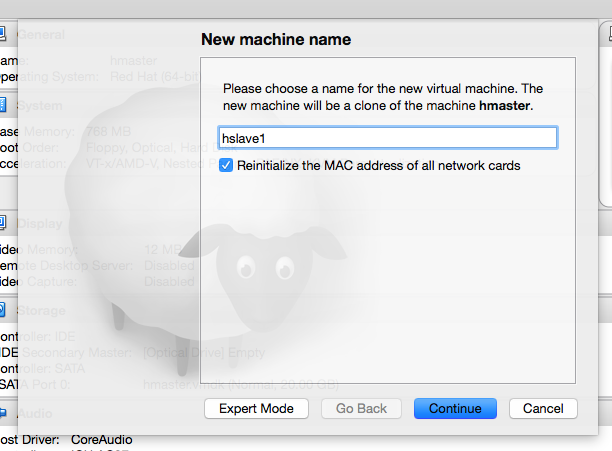 General
ame: hmaster
perating System: Red Hat (64-bit)
System
ase Memory: 768 MB
oot Order: Floppy, Optical, Hard
cceleration: VT-x/AMD-V, Nested
Display
ideo Memory: 12 MB
emote Desktop Server: Disabled
ideo Capture: Disabled
Storage
ontroller: IDE
IDE Secondary Master: [Optical Drive] Empty
ontroller: SATA
SATA Port 0: hmaster.vmdk (Normal, 20.00 GB)
Audio
ost Driver: CoreAudio
New machine name
Please choose a name for the new virtual machine. The
new machine will be a clone of the machine hmaster.
hslave1
Reinitialize the MAC address of all network cards
Expert Mode
Go Back
Continue
Cancel